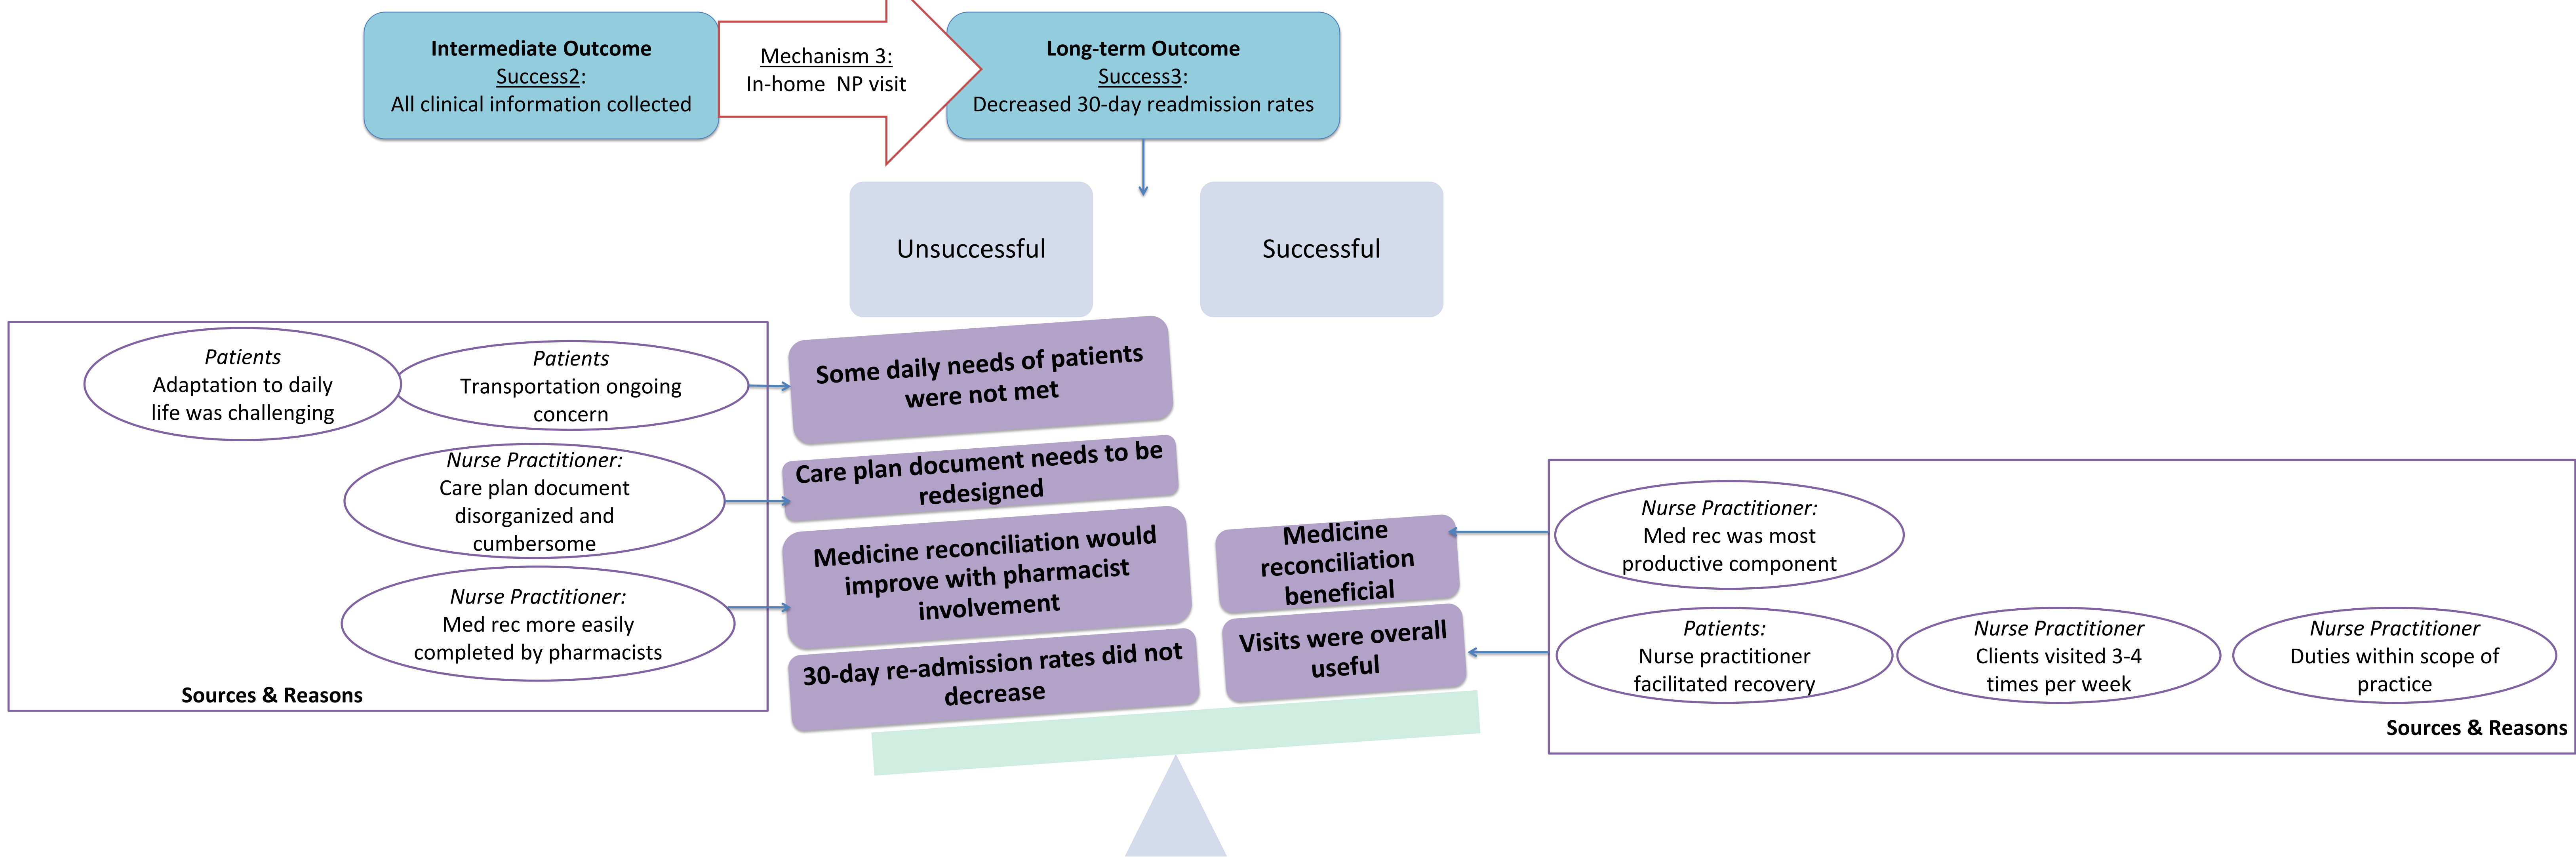 Intermediate Outcome
Success2:
All clinical information collected
Mechanism 3:
In-home  NP visit
Long-term Outcome
Success3:
Decreased 30-day readmission rates
Unsuccessful
Successful
Patients
Adaptation to daily
life was challenging
Patients
Transportation ongoing
concern
Nurse Practitioner:
Care plan document
disorganized and
cumbersome
Nurse Practitioner:
Med rec more easily
completed by pharmacists
Sources & Reasons
Some daily needs of patients
were not met
Care plan document needs to be
redesigned
Medicine reconciliation would
improve with pharmacist
involvement
30-day re-admission rates did not
decrease
Medicine
reconciliation
beneficial
Visits were overall
useful
Nurse Practitioner:
Med rec was most
productive component
Patients:
Nurse practitioner
facilitated recovery
Nurse Practitioner
Clients visited 3-4
times per week
Nurse Practitioner
Duties within scope of
practice
Sources & Reasons